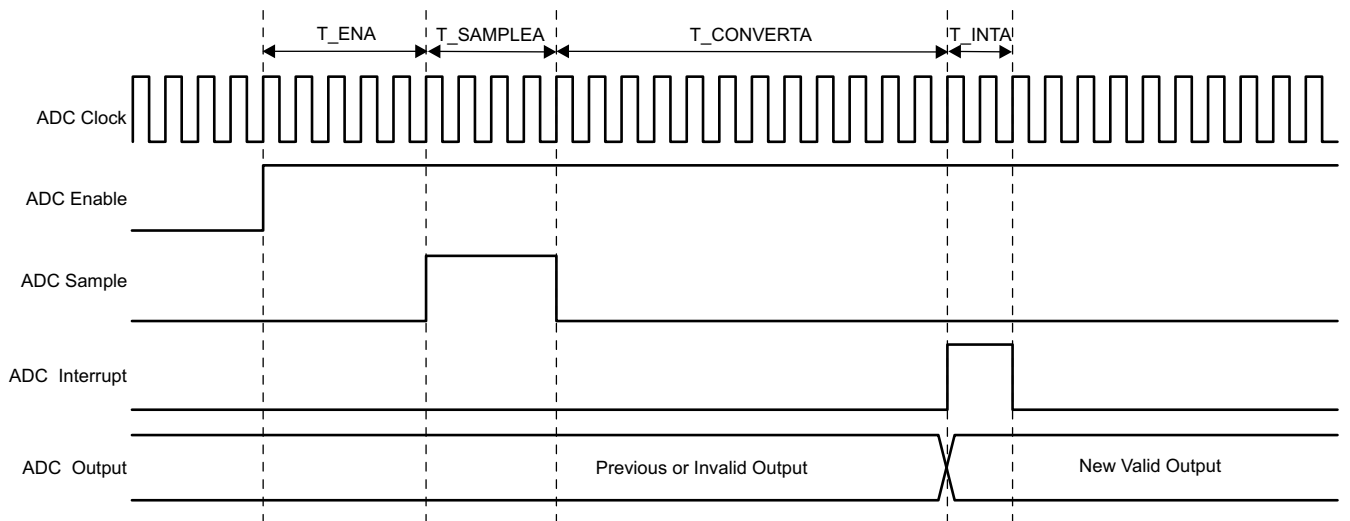 T_ENA T_SAMPLEA T_CONVERTA T_INTA
ADC Clock
ADC Enable
ADC Sample
ADC Interrupt
ADC Output Previous or Invalid Output New Valid Output